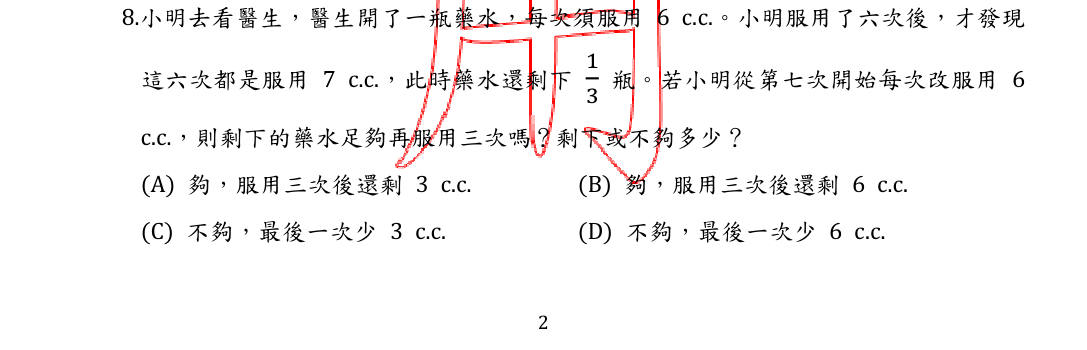 8.小明去看醫生，醫生開了一瓶藥水，每次須服用 6 c.c.。小明服用了六次後，才發現
這六次都是服用 7 c.c.，此時藥水還剩下 1/3 瓶。若小明從第七次開始每次改服用 6
c.c.，則剩下的藥水足夠再服用三次嗎？剩下或不夠多少？
(A) 夠，服用三次後還剩 3 c.c. (B) 夠，服用三次後還剩 6 c.c.
(C) 不夠，最後一次少 3 c.c. (D) 不夠，最後一次少 6 c.c.
2